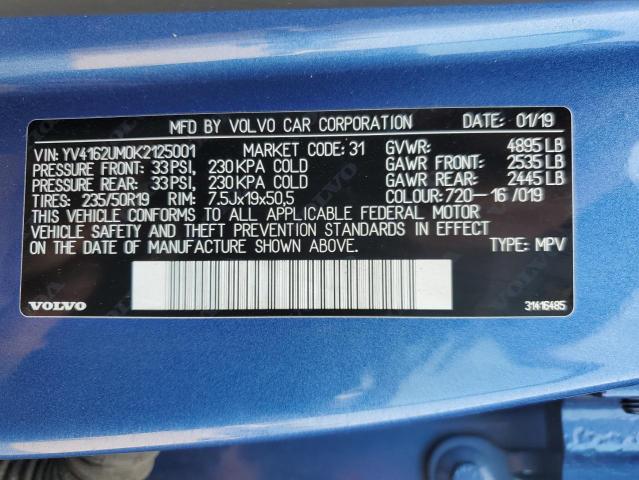 MFD BY VOLVO CAR CORPORATION DATE: 01/19
VIN: YV4162UM0K2125001 MARKET CODE: 31 GVWR: 4895 LB
PRESSURE FRONT: 33 PSI, 230 KPA COLD GAWR FRONT: 2535 LB
PRESSURE REAR: 33 PSI, 230 KPA COLD GAWR REAR: 2445 LB
TIRES: 235/50R19 RIM: 7.5Jx19x50,5 COLOUR: 720-16 /019
THIS VEHICLE CONFORMS TO ALL APPLICABLE FEDERAL MOTOR
VEHICLE SAFETY AND THEFT PREVENTION STANDARDS IN EFFECT
ON THE DATE OF MANUFACTURE SHOWN ABOVE. TYPE: MPV
VOLVO 31416485